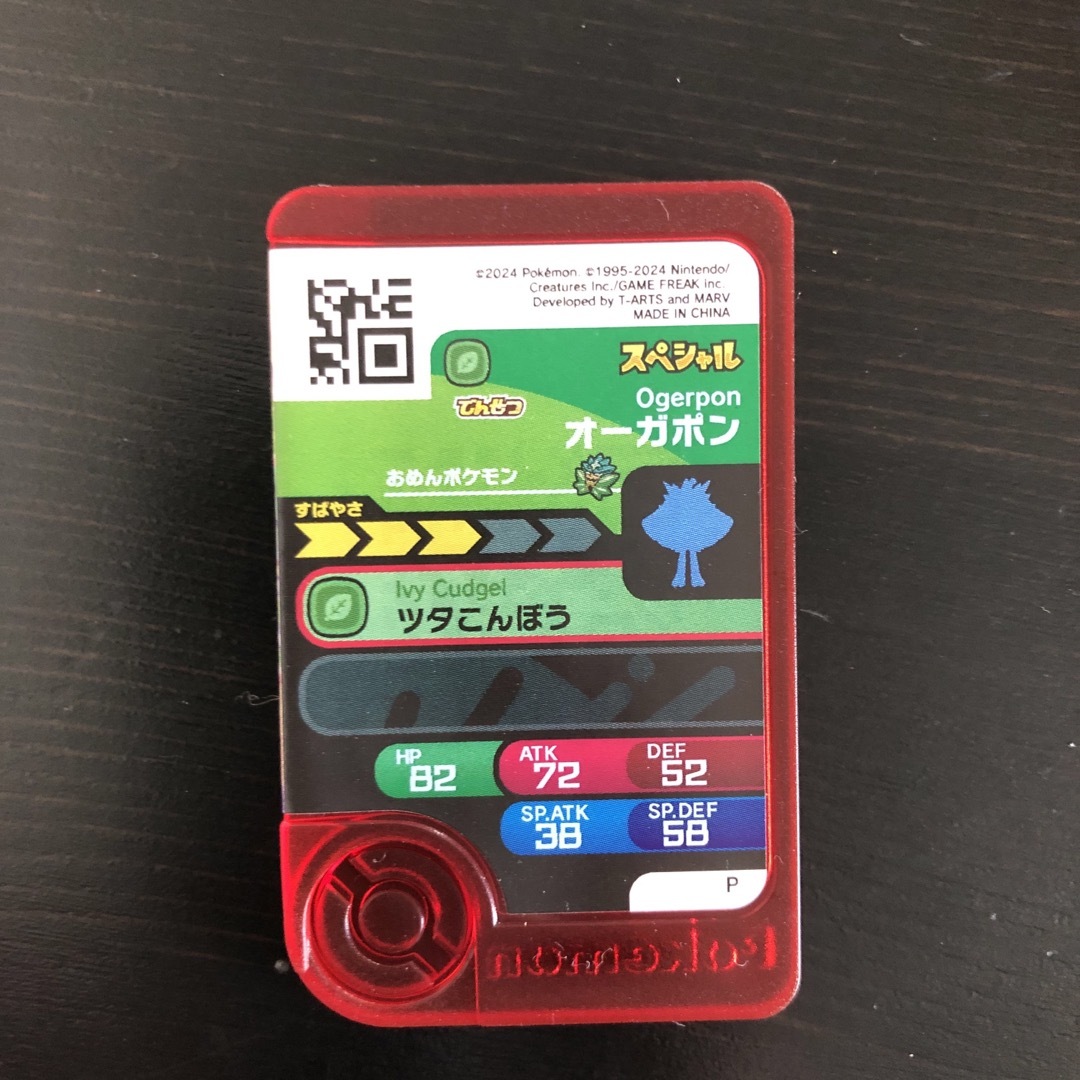 ©2024 Pokémon. ©1995-2024 Nintendo/
Creatures Inc./GAME FREAK inc.
Developed by T-ARTS and MARV
MADE IN CHINA
スペシャル
でんせつ
Ogerpon
オーガポン
おめんポケモン
すばやさ
Ivy Cudgel
ツタこんぼう
HP 82
ATK 72
DEF 52
SP.ATK 38
SP.DEF 58
P
Pokémon